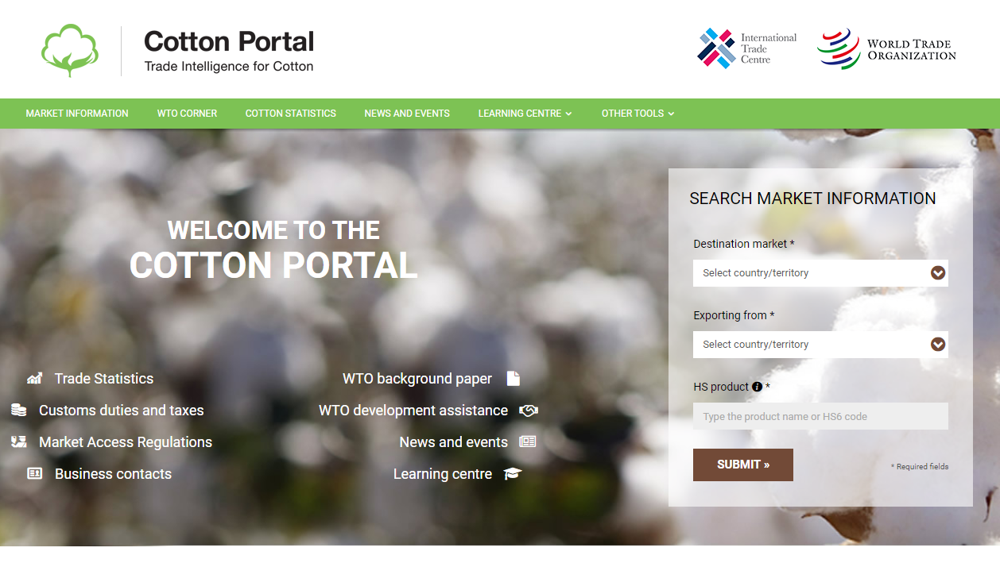 Cotton Portal
Trade Intelligence for Cotton
International
Trade
Centre
WORLD TRADE
ORGANIZATION
MARKET INFORMATION WTO CORNER COTTON STATISTICS NEWS AND EVENTS LEARNING CENTRE OTHER TOOLS
WELCOME TO THE
COTTON PORTAL
Trade Statistics
Customs duties and taxes
Market Access Regulations
Business contacts
WTO background paper
WTO development assistance
News and events
Learning centre
SEARCH MARKET INFORMATION
Destination market *
Select country/territory
Exporting from *
Select country/territory
HS product *
Type the product name or HS6 code
SUBMIT »
* Required fields